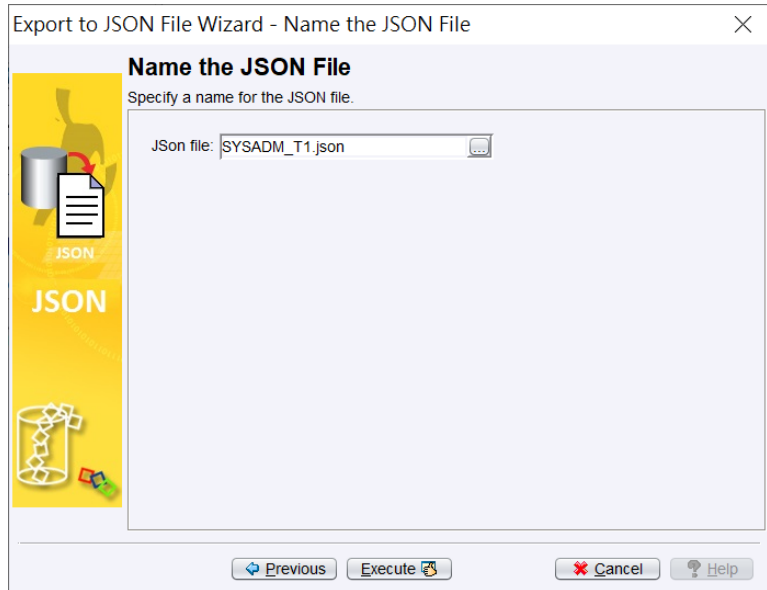 Export to JSON File Wizard - Name the JSON File
Name the JSON File
Specify a name for the JSON file.
JSon file: SYSADM_T1.json ...
JSON
JSON
Previous Execute Cancel ? Help